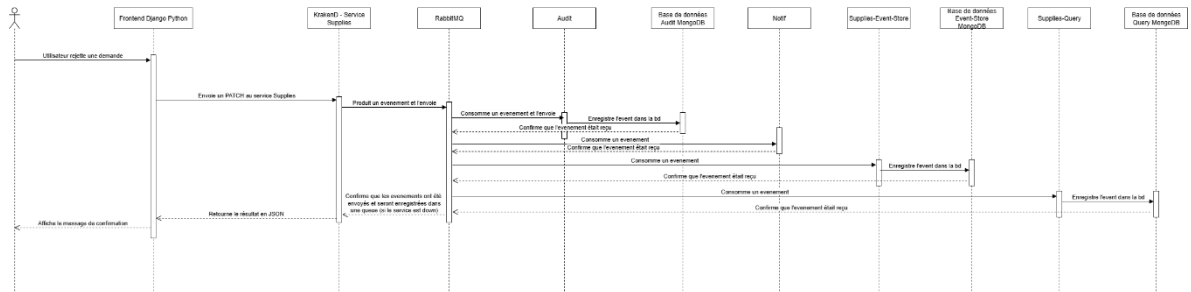 Frontend Django Python
KrakenD - Service
Supplies
RabbitMQ
Audit
Base de données
Audit MongoDB
Notif
Supplies-Event-Store
Base de données
Event-Store
MongoDB
Supplies-Query
Base de données
Query MongoDB
Utilisateur rejette une demande
Envoie un PATCH au service Supplies
Produit un evenement et l'envoie
Consomme un evenement et l'envoie
Enregistre l'event dans la bd
Confirme que l'evenement était reçu
Consomme un evenement
Confirme que l'evenement était reçu
Consomme un evenement
Enregistre l'event dans la bd
Confirme que l'evenement était reçu
Consomme un evenement
Enregistre l'event dans la bd
Confirme que l'evenement était reçu
Confirme que les evenements ont été
envoyés et seront enregistrées dans
une queue (si le service est down)
Retourne le résultat en JSON
Affiche le message de confirmation